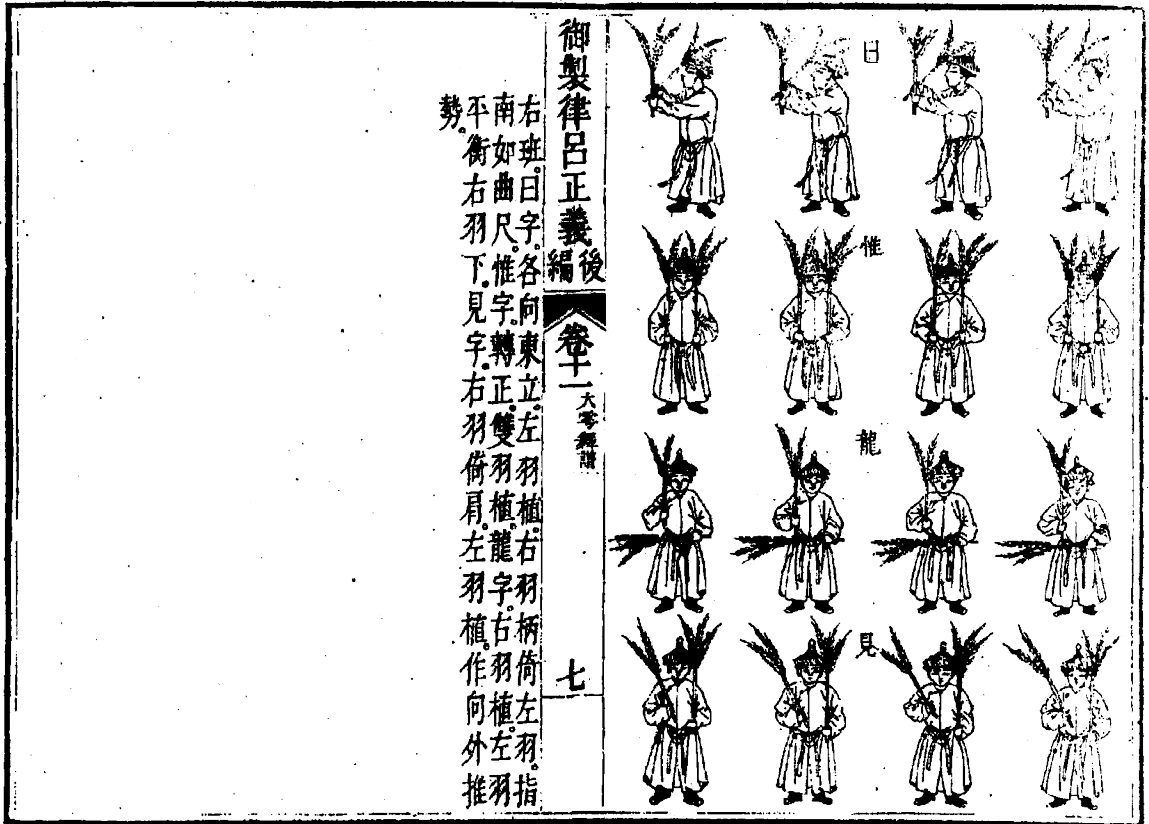 曰
惟
龍
見
御製律呂正義後編
卷十一
大雩舞譜
七
右班。曰字。各向東立。左羽植。右羽柄倚左羽。指
南如曲尺。惟字。轉正。雙羽植。龍字。右羽植。左羽
平衡右羽下。見字。右羽倚肩。左羽植。作向外推
勢。